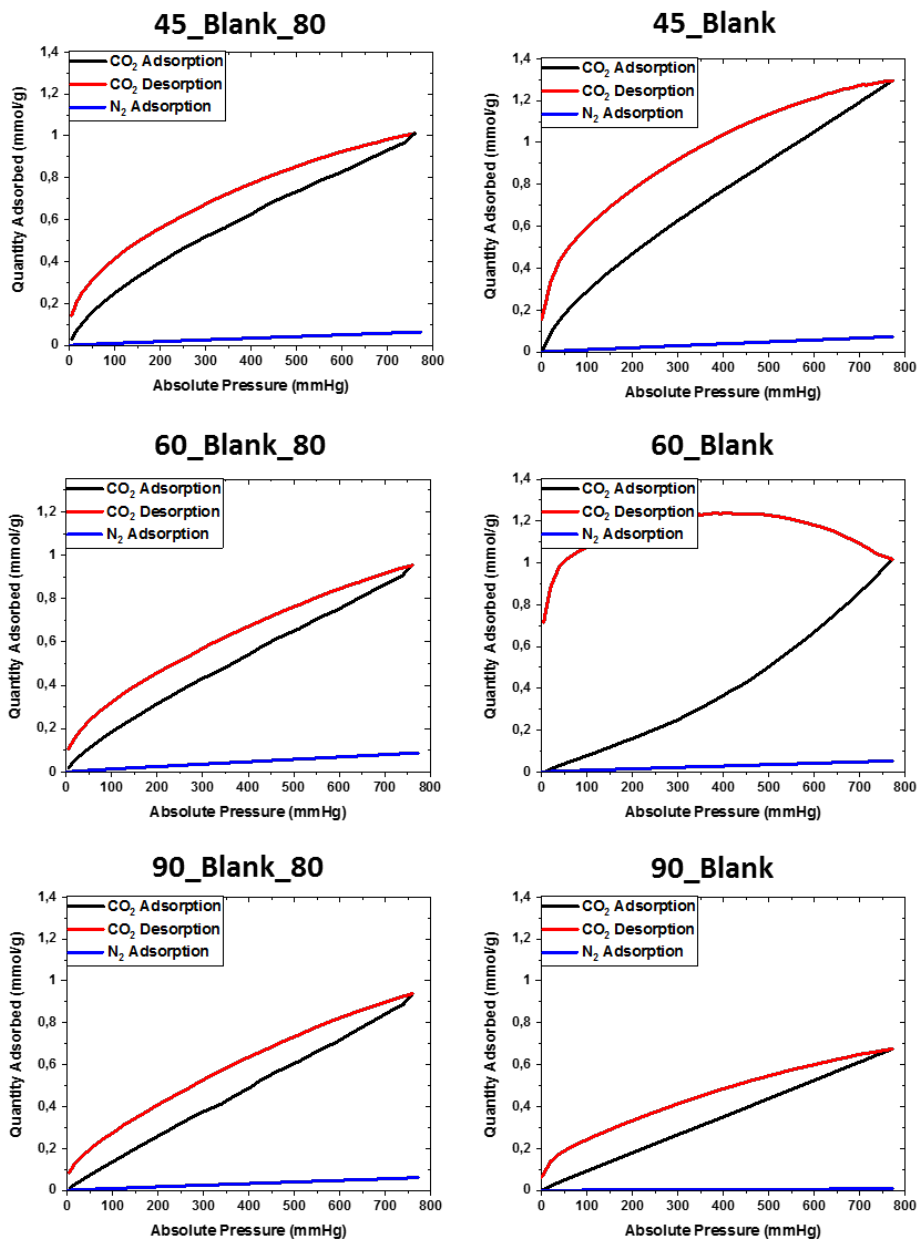 45_Blank_80
1,4
1,2
1
0,8
0,6
0,4
0,2
0
Quantity Adsorbed (mmol/g)
CO₂ Adsorption
CO₂ Desorption
N₂ Adsorption
0 100 200 300 400 500 600 700 800
Absolute Pressure (mmHg)
45_Blank
1,4
1,2
1
0,8
0,6
0,4
0,2
0
Quantity Adsorbed (mmol/g)
CO₂ Adsorption
CO₂ Desorption
N₂ Adsorption
0 100 200 300 400 500 600 700 800
Absolute Pressure (mmHg)
60_Blank_80
1,2
1
0,8
0,6
0,4
0,2
0
Quantity Adsorbed (mmol/g)
CO₂ Adsorption
CO₂ Desorption
N₂ Adsorption
0 100 200 300 400 500 600 700 800
Absolute Pressure (mmHg)
60_Blank
1,4
1,2
1
0,8
0,6
0,4
0,2
0
Quantity Adsorbed (mmol/g)
CO₂ Adsorption
CO₂ Desorption
N₂ Adsorption
0 100 200 300 400 500 600 700 800
Absolute Pressure (mmHg)
90_Blank_80
1,4
1,2
1
0,8
0,6
0,4
0,2
0
Quantity Adsorbed (mmol/g)
CO₂ Adsorption
CO₂ Desorption
N₂ Adsorption
0 100 200 300 400 500 600 700 800
Absolute Pressure (mmHg)
90_Blank
1,4
1,2
1
0,8
0,6
0,4
0,2
0
Quantity Adsorbed (mmol/g)
CO₂ Adsorption
CO₂ Desorption
N₂ Adsorption
0 100 200 300 400 500 600 700 800
Absolute Pressure (mmHg)